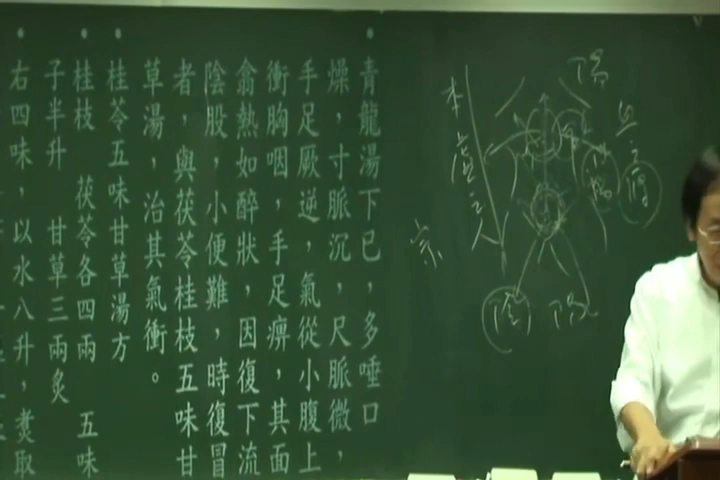 青龍湯下已，多唾口
燥，寸脈沉，尺脈微，
手足厥逆，氣從小腹上
衝胸咽，手足痹，其面
翕熱如醉狀，因復下流
陰股，小便難，時復冒
者，與茯苓桂枝五味甘
草湯，治其氣衝。
桂苓五味甘草湯方
桂枝 茯苓各四兩 五味
子半升 甘草三兩炙
右四味，以水八升，煑取
本虛之人
宗
陰